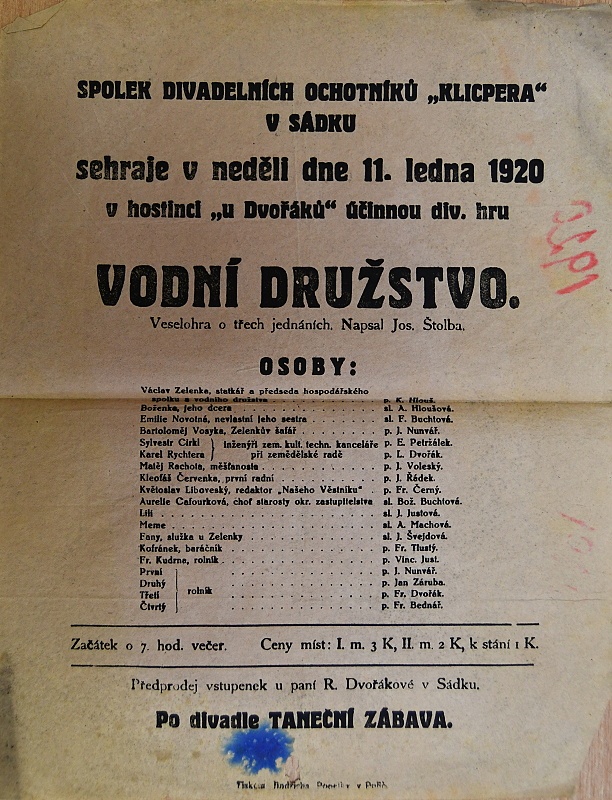 SPOLEK DIVADELNÍCH OCHOTNÍKŮ „KLICPERA“
V SÁDKU
sehraje v neděli dne 11. ledna 1920
v hostinci „u Dvořáků“ účinnou div. hru
VODNÍ DRUŽSTVO.
Veselohra o třech jednáních. Napsal Jos. Štolba.
OSOBY:
Václav Zelenka, statkář a předseda hospodářského
spolku a vodního družstva . . . p. K. Hlouš.
Boženka, jeho dcera . . . sl. A. Hloušová.
Emilie Novotná, nevlastní jeho sestra . . . sl. F. Buchtová.
Bartoloměj Vosyka, Zelenkův šafář . . . p. J. Nunvář.
Sylvestr Cirkl } inženýři zem. kult. techn. kanceláře p. E. Petržálek.
Karel Rychtera } při zemědělské radě p. L. Dvořák.
Matěj Rachota, měšťanosta . . . p. J. Voleský.
Kleofáš Červenka, první radní . . . p. J. Řádek.
Květoslav Liboveský, redaktor „Našeho Věstníku“ . p. Fr. Černý.
Aurelie Cafourková, choť starosty okr. zastupitelstva sl. Bož. Buchtová.
Lili . . . sl. J. Justová.
Meme . . . sl. A. Machová.
Fany, služka u Zelenky . . . sl. J. Švejdová.
Kofránek, baráčník . . . p. Fr. Tlustý.
Fr. Kudrna, rolník . . . p. Vinc. Just.
První } . . . p. J. Nunvář.
Druhý } rolník . . . p. Jan Záruba.
Třetí } . . . p. Fr. Dvořák.
Čtvrtý } . . . p. Fr. Bednář.
Začátek o 7. hod. večer. Ceny míst: I. m. 3 K, II. m. 2 K, k stání 1 K.
Předprodej vstupenek u paní R. Dvořákové v Sádku.
Po divadle TANEČNÍ ZÁBAVA.
Tiskem Jindřicha v Poličce